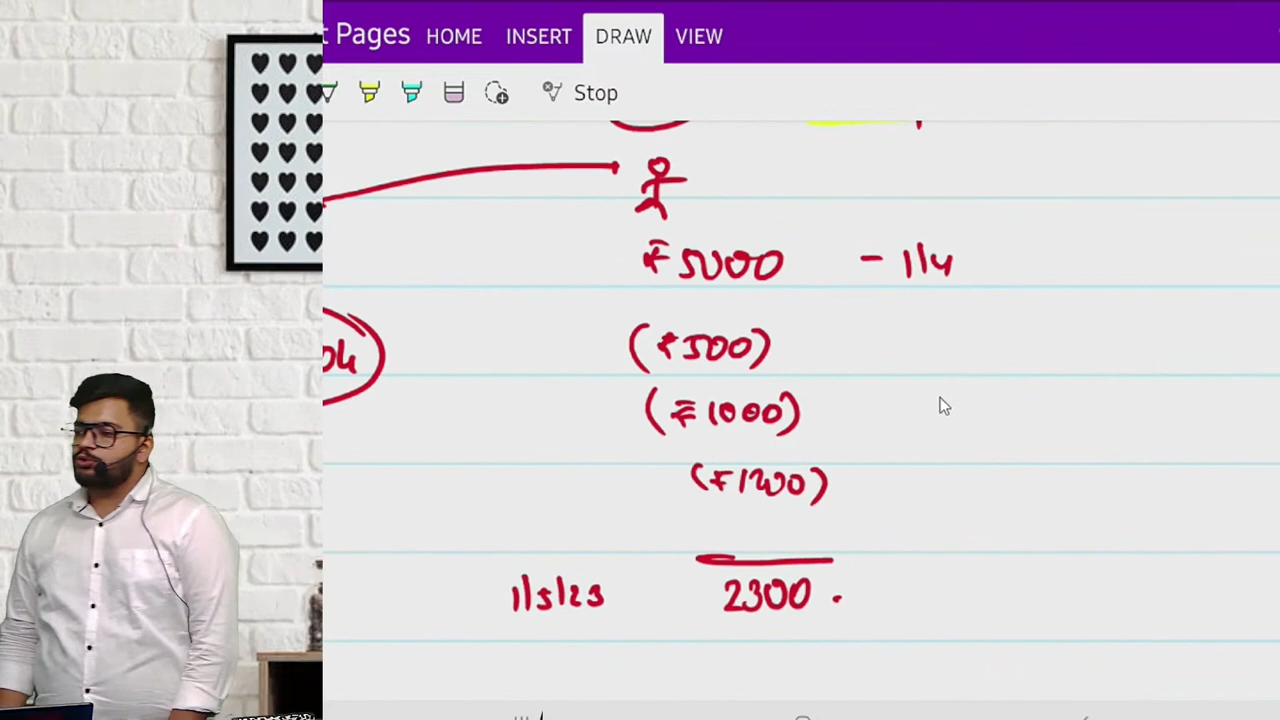 t Pages HOME INSERT DRAW VIEW
Stop
₹5000 - 1/4
(₹500)
(₹1000)
(₹1200)
1/5/23 2300.